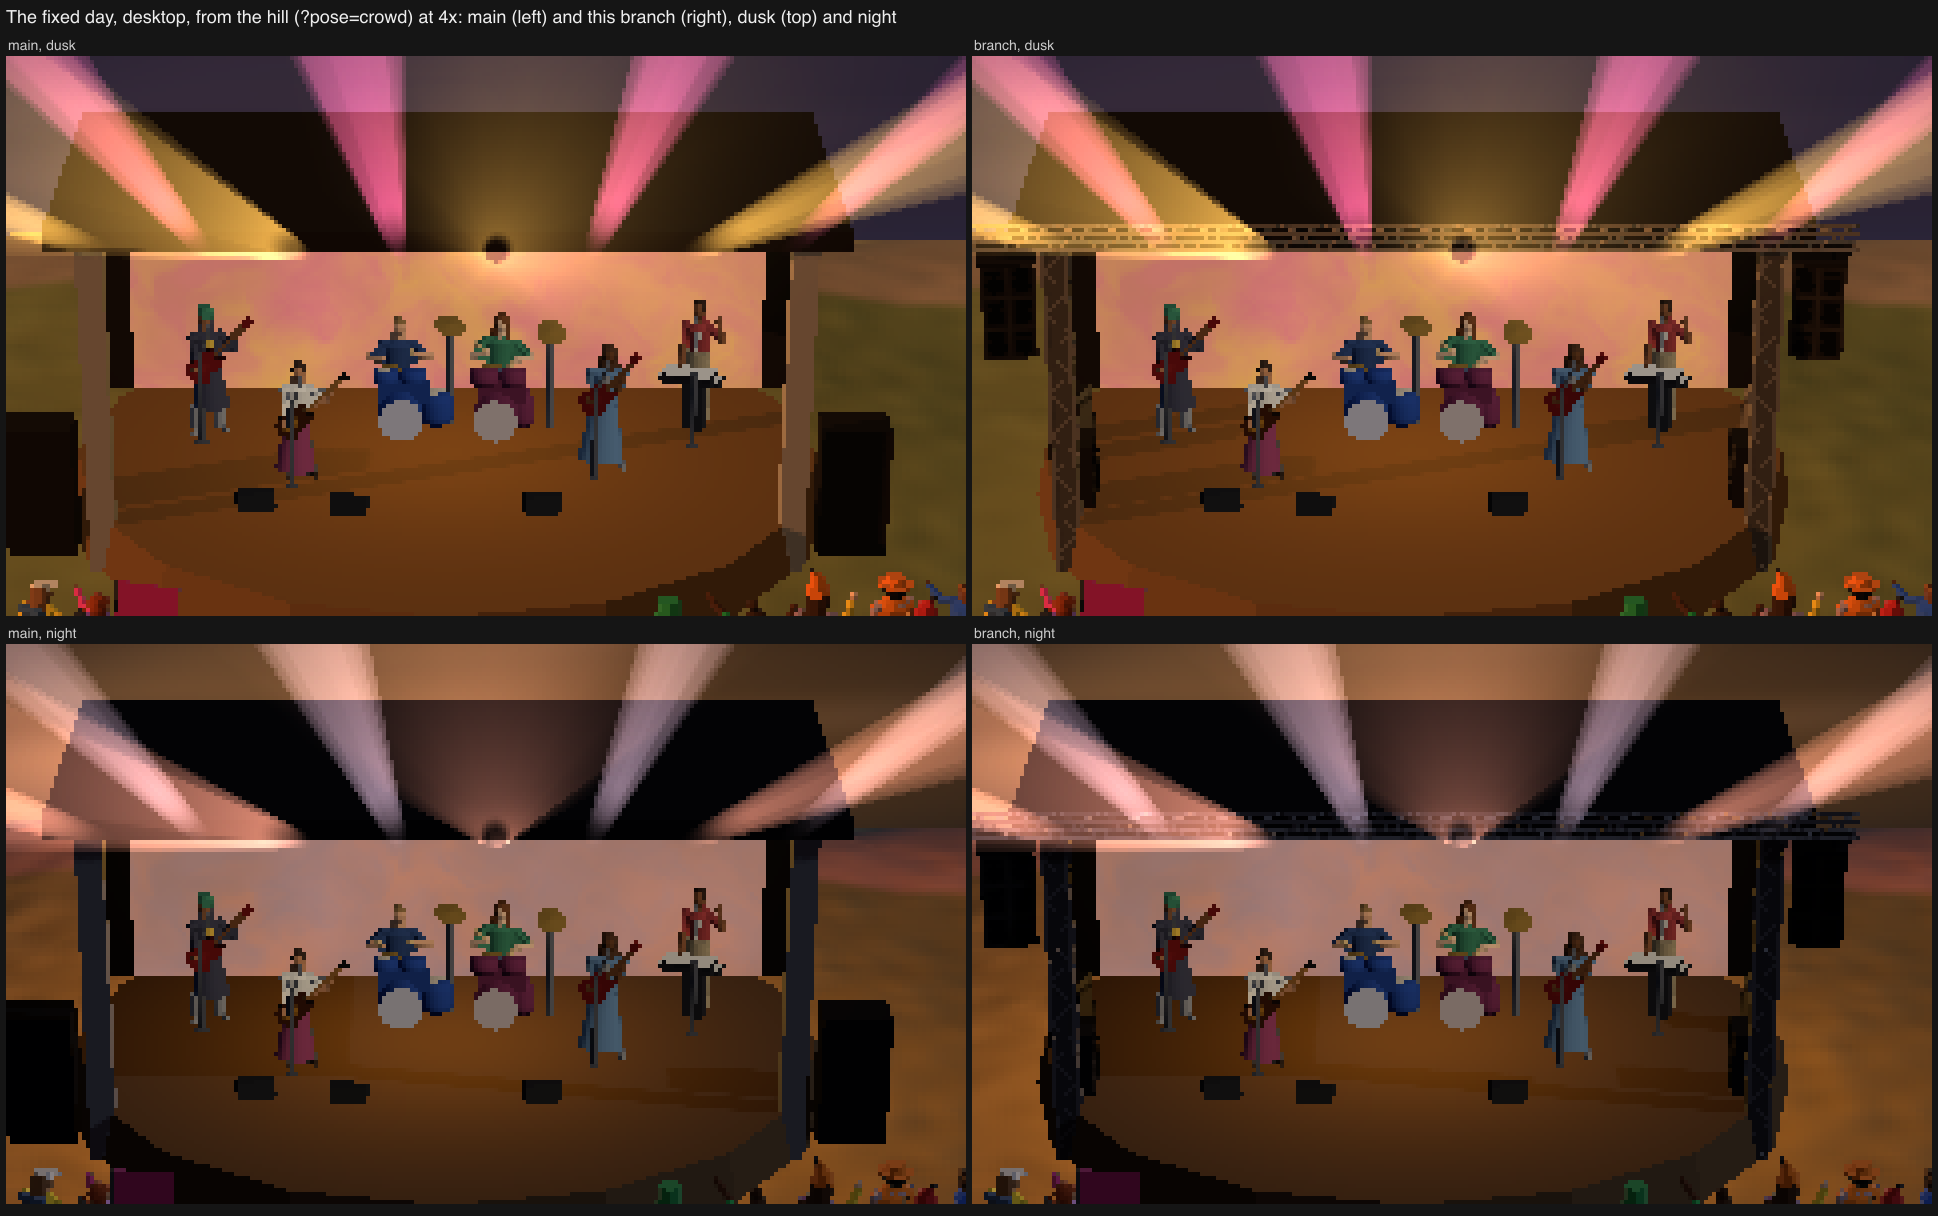 The fixed day, desktop, from the hill (?pose=crowd) at 4x: main (left) and this branch (right), dusk (top) and night
main, dusk
branch, dusk
main, night
branch, night